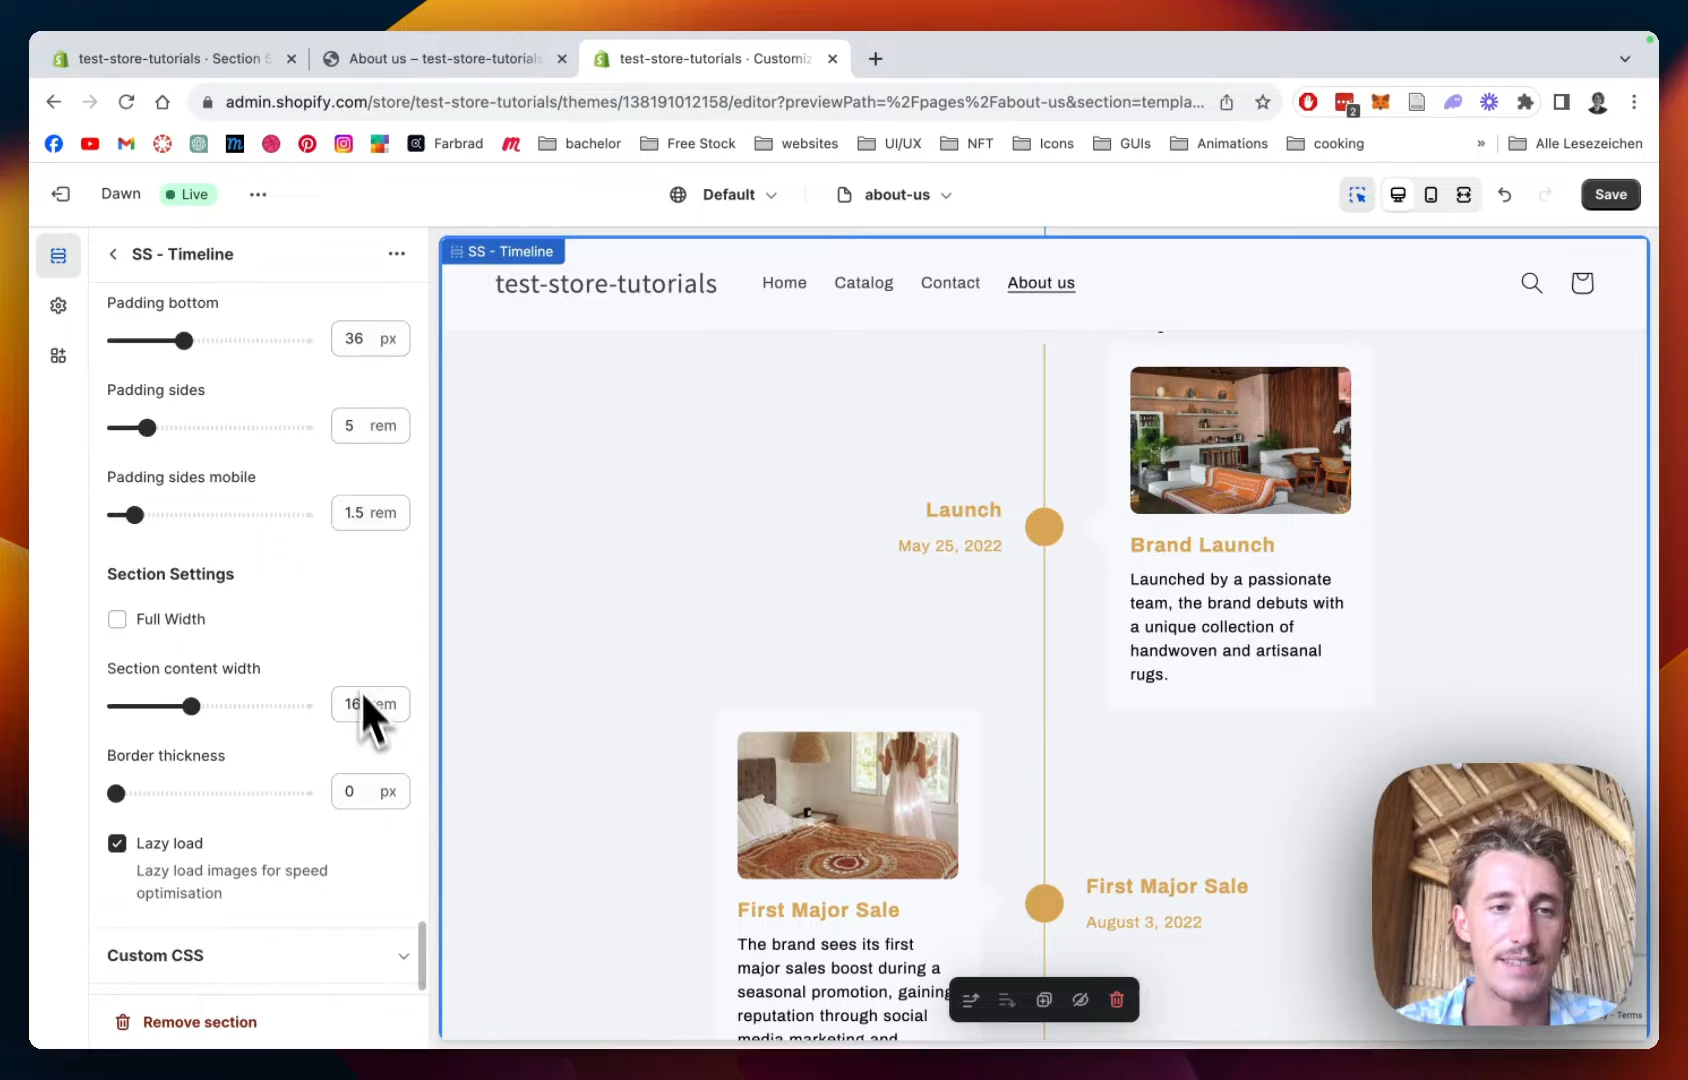 test-store-tutorials · Section S
About us – test-store-tutorials
test-store-tutorials · Customiz
admin.shopify.com/store/test-store-tutorials/themes/138191012158/editor?previewPath=%2Fpages%2Fabout-us&section=templa...
2
Farbrad
bachelor
Free Stock
websites
UI/UX
NFT
Icons
GUIs
Animations
cooking
»
Alle Lesezeichen
Dawn
Live
Default
about-us
Save
SS - Timeline
Padding bottom
36 px
Padding sides
5 rem
Padding sides mobile
1.5 rem
Section Settings
Full Width
Section content width
Border thickness
0 px
Lazy load
Lazy load images for speed
optimisation
Custom CSS
Remove section
SS - Timeline
test-store-tutorials
Home
Catalog
Contact
About us
Launch
May 25, 2022
Brand Launch
Launched by a passionate
team, the brand debuts with
a unique collection of
handwoven and artisanal
rugs.
First Major Sale
The brand sees its first
major sales boost during a
seasonal promotion, gaining
reputation through social
media marketing and
First Major Sale
August 3, 2022
- Terms